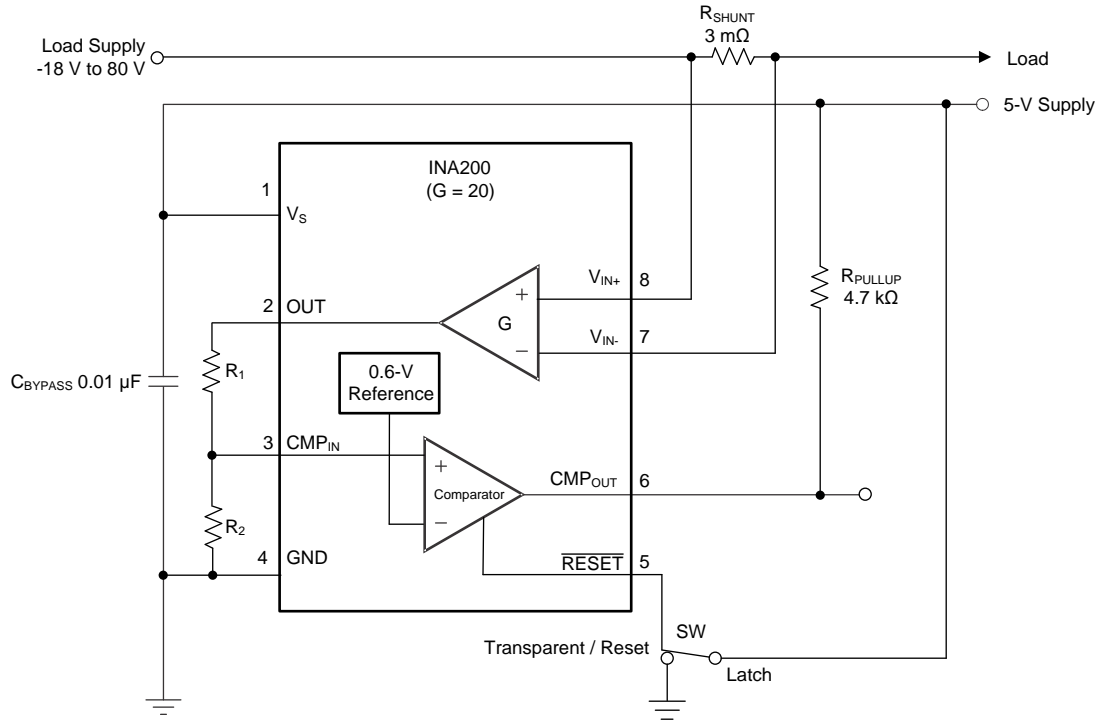 R_SHUNT
3 mΩ
Load Supply
-18 V to 80 V
Load
5-V Supply
INA200
(G = 20)
1
V_S
V_IN+
8
R_PULLUP
4.7 kΩ
2
OUT
+
G
−
V_IN-
7
R_1
0.6-V
Reference
C_BYPASS 0.01 µF
3
CMP_IN
+
Comparator
−
CMP_OUT
6
R_2
4
GND
RESET
5
SW
Transparent / Reset
Latch